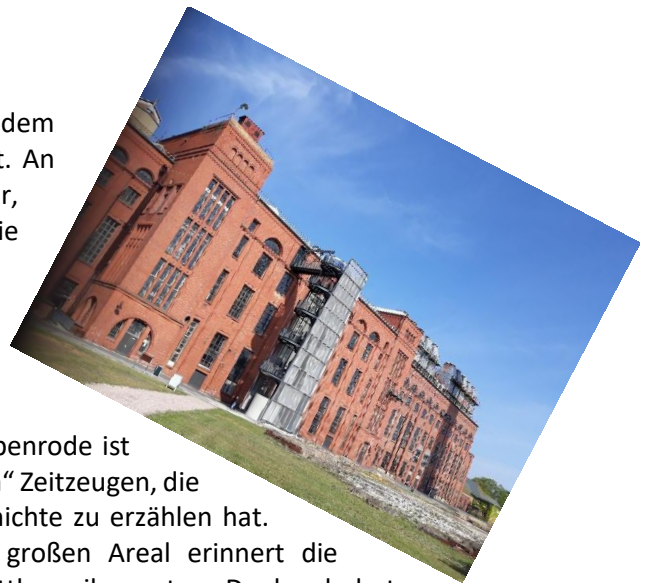 dem
t. An
r,
ie
penrode ist
“ Zeitzeugen, die
hichte zu erzählen hat.
großen Areal erinnert die